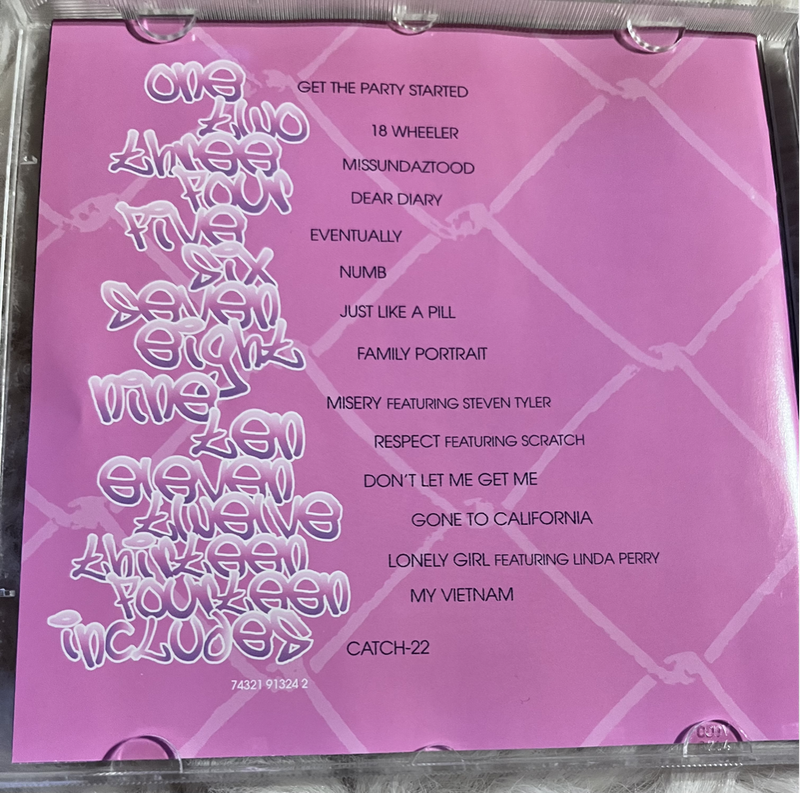 one GET THE PARTY STARTED
two 18 WHEELER
three MISSUNDAZTOOD
four DEAR DIARY
five EVENTUALLY
six NUMB
seven JUST LIKE A PILL
eight FAMILY PORTRAIT
nine MISERY FEATURING STEVEN TYLER
ten RESPECT FEATURING SCRATCH
eleven DON'T LET ME GET ME
twelve GONE TO CALIFORNIA
thirteen LONELY GIRL FEATURING LINDA PERRY
fourteen MY VIETNAM
includes CATCH-22
74321 91324 2